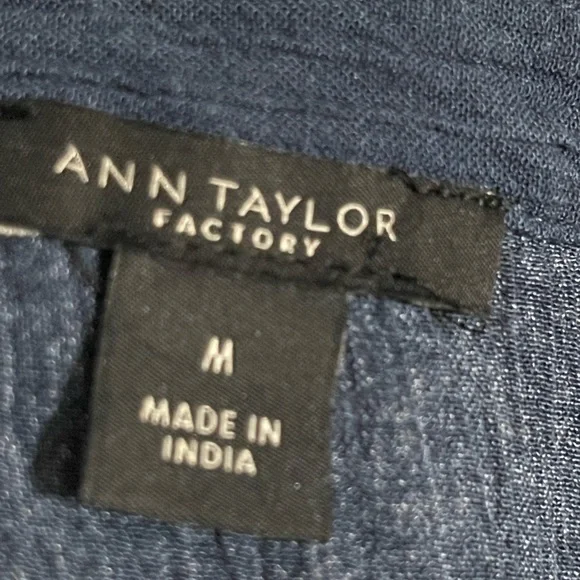 ANN TAYLOR
FACTORY
M
MADE IN
INDIA